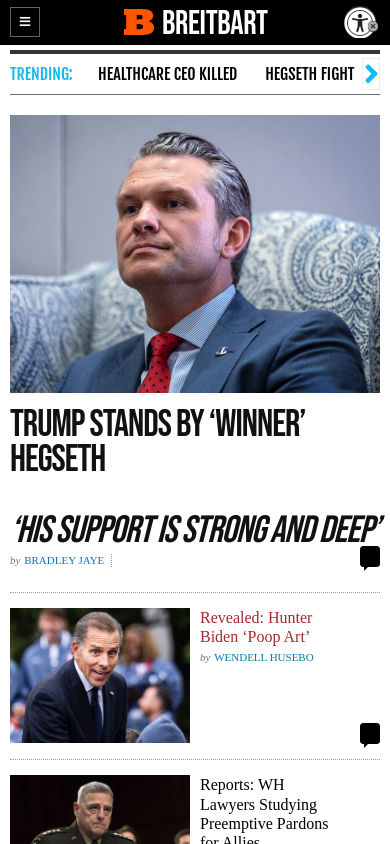 B BREITBART
TRENDING: HEALTHCARE CEO KILLED HEGSETH FIGHT
TRUMP STANDS BY ‘WINNER’
HEGSETH
‘HIS SUPPORT IS STRONG AND DEEP’
by BRADLEY JAYE
Revealed: Hunter
Biden ‘Poop Art’
by WENDELL HUSEBO
Reports: WH
Lawyers Studying
Preemptive Pardons
for Allies